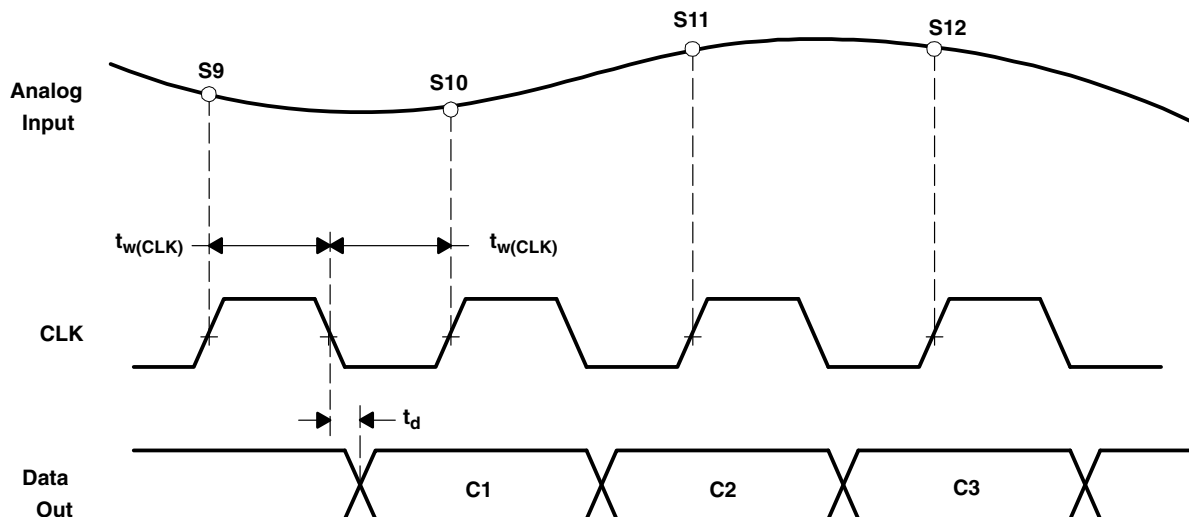 S11
S12
S9
S10
Analog
Input
tw(CLK)
tw(CLK)
CLK
td
Data
Out
C1
C2
C3